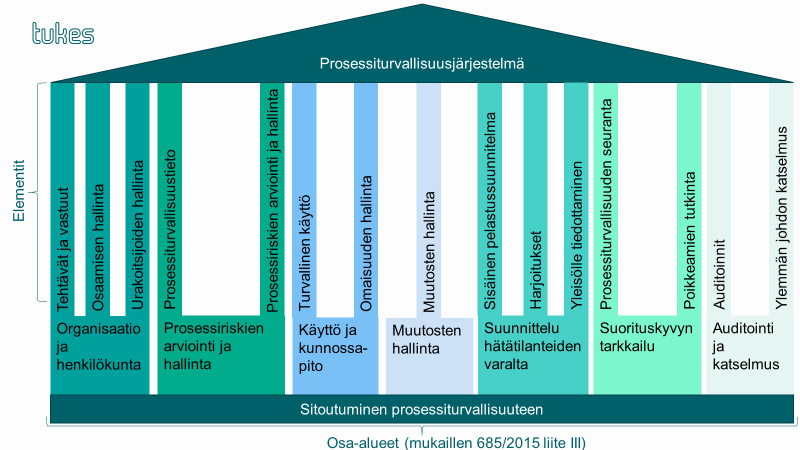 tukes
Prosessiturvallisuusjärjestelmä
Elementit
Tehtävät ja vastuut
Osaamisen hallinta
Urakoitsijoiden hallinta
Prosessiturvallisuustieto
Prosessiriskien arviointi ja hallinta
Turvallinen käyttö
Omaisuuden hallinta
Muutosten hallinta
Sisäinen pelastussuunnitelma
Harjoitukset
Yleisölle tiedottaminen
Prosessiturvallisuuden seuranta
Poikkeamien tutkinta
Auditoinnit
Ylemmän johdon katselmus
Organisaatio
ja
henkilökunta
Prosessiriskien
arviointi ja
hallinta
Käyttö ja
kunnossa-
pito
Muutosten
hallinta
Suunnittelu
hätätilanteiden
varalta
Suorituskyvyn
tarkkailu
Auditointi
ja
katselmus
Sitoutuminen prosessiturvallisuuteen
Osa-alueet (mukaillen 685/2015 liite III)